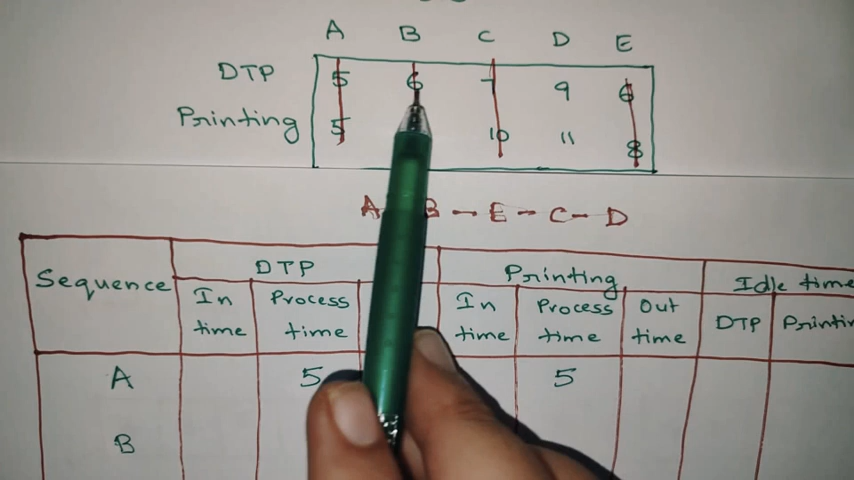 A B C D E
DTP 5 6 7 9 6
Printing 5 10 11 8
A B - E - C - D
Sequence DTP Printing Idle time
In time Process time In time Process time Out time DTP Printin
A 5 5
B